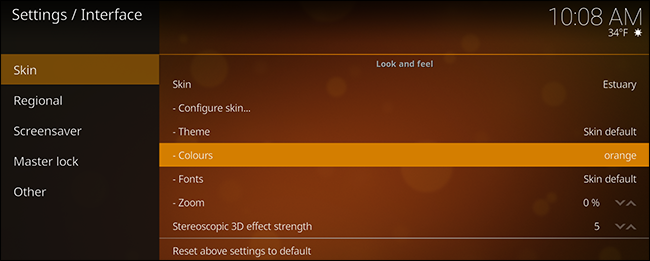 Settings / Interface
10:08 AM
34°F
Skin
Regional
Screensaver
Master lock
Other
Look and feel
Skin Estuary
- Configure skin...
- Theme Skin default
- Colours orange
- Fonts Skin default
- Zoom 0 %
Stereoscopic 3D effect strength 5
Reset above settings to default